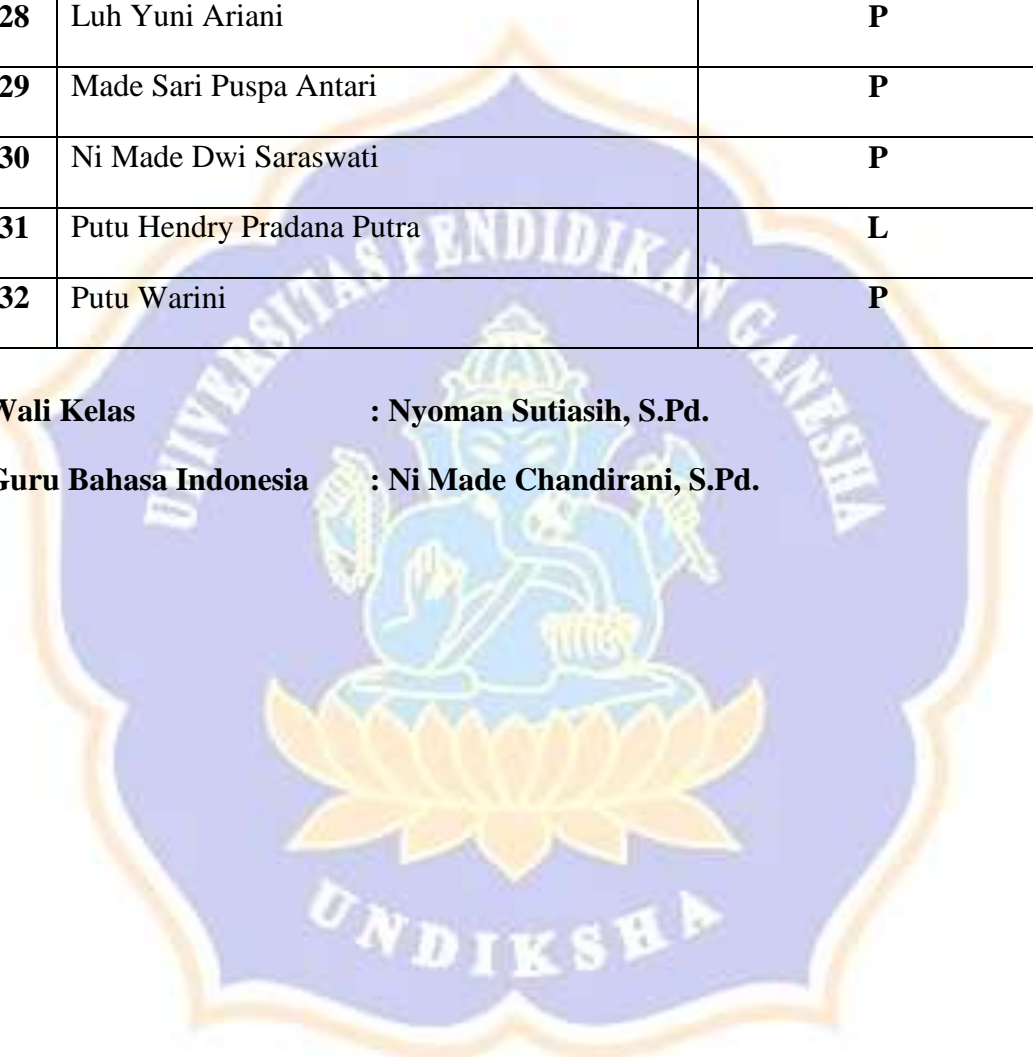 28 Luh Yuni Ariani P
29 Made Sari Puspa Antari P
30 Ni Made Dwi Saraswati P
31 Putu Hendry Pradana Putra L
32 Putu Warini P
Wali Kelas : Nyoman Sutiasih, S.Pd.
Guru Bahasa Indonesia : Ni Made Chandirani, S.Pd.
UNIVERSITAS PENDIDIKAN GANESHA
UNDIKSHA